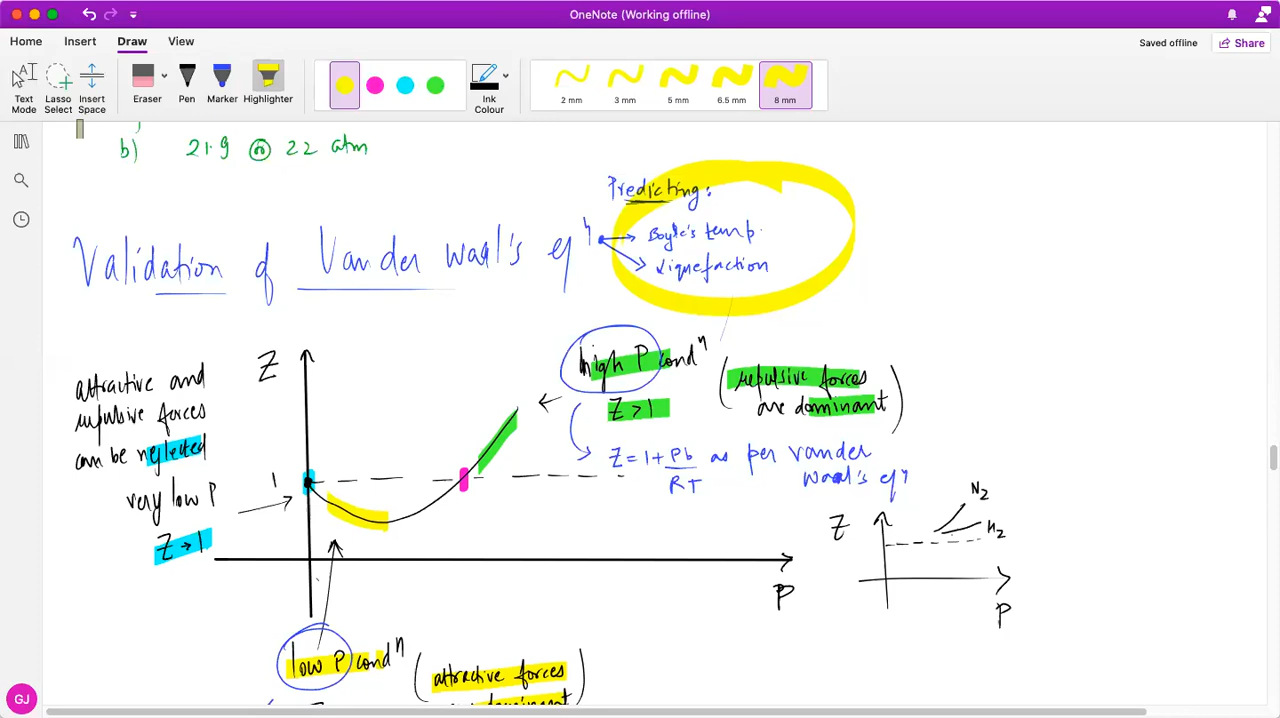 OneNote (Working offline)
Home Insert Draw View
Saved offline Share
Text Mode
Lasso Select
Insert Space
Eraser
Pen
Marker
Highlighter
Ink Colour
2 mm 3 mm 5 mm 6.5 mm 8 mm
b) 21.9 @ 22 atm
Predicting:
Boyle's temp.
Liquefaction
Validation of Vander waal's eqⁿ
Z
attractive and
repulsive forces
can be neglected
very low P
Z → 1
1
P
high P condⁿ
Z > 1
(repulsive forces
are dominant)
Z = 1 + Pb/RT as per vander
waal's eqⁿ
Z
N2
H2
P
low P condⁿ
(attractive forces
dominant)
GJ